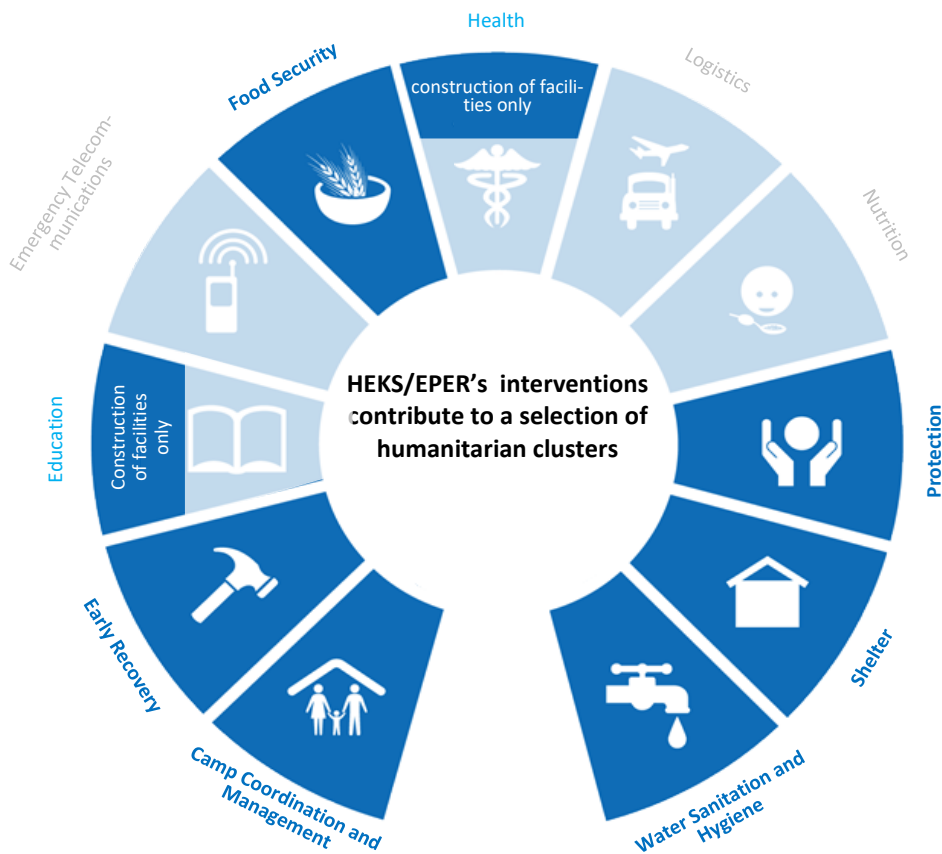 Health
construction of facili-
ties only
Logistics
Nutrition
Protection
Shelter
Water Sanitation and
Hygiene
Camp Coordination and
Management
Early Recovery
Education
Construction
of facilities
only
Emergency Telecom-
munications
Food Security
HEKS/EPER's interventions
contribute to a selection of
humanitarian clusters